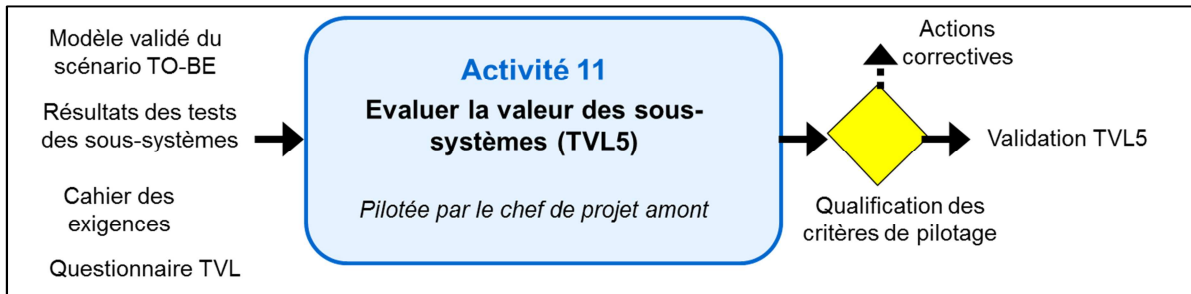 Modèle validé du
scénario TO-BE
Résultats des tests
des sous-systèmes
Cahier des
exigences
Questionnaire TVL
Activité 11
Evaluer la valeur des sous-
systèmes (TVL5)
Pilotée par le chef de projet amont
Actions
correctives
Validation TVL5
Qualification des
critères de pilotage